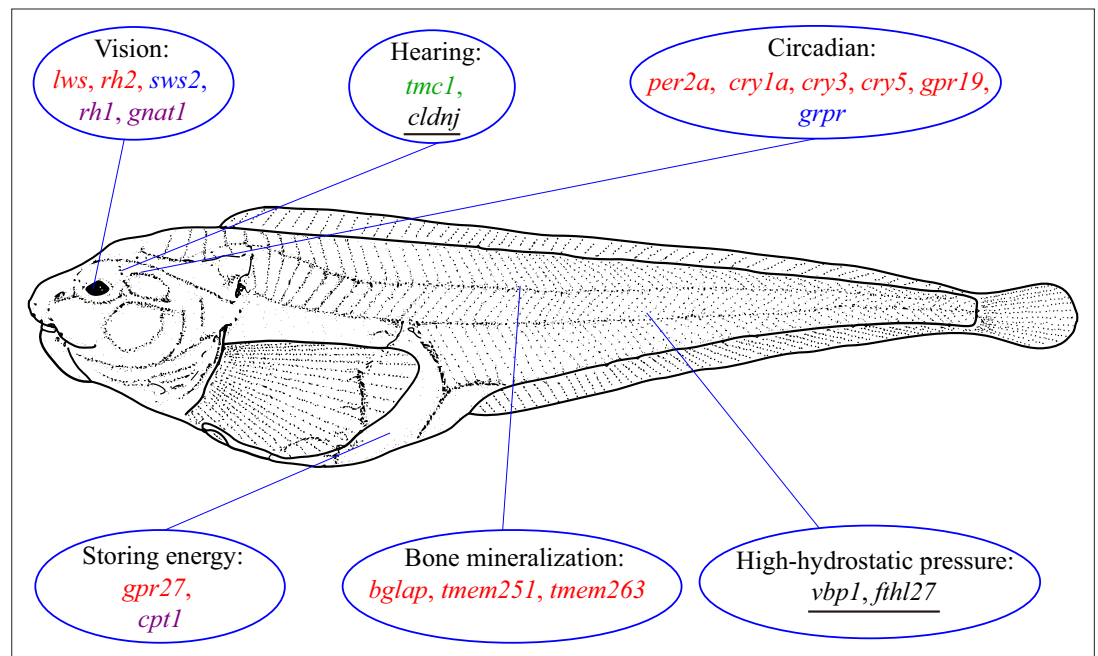 Vision:
lws, rh2, sws2,
rh1, gnat1
Hearing:
tmc1,
cldnj
Circadian:
per2a, cry1a, cry3, cry5, gpr19,
grpr
Storing energy:
gpr27,
cpt1
Bone mineralization:
bglap, tmem251, tmem263
High-hydrostatic pressure:
vbp1, fthl27